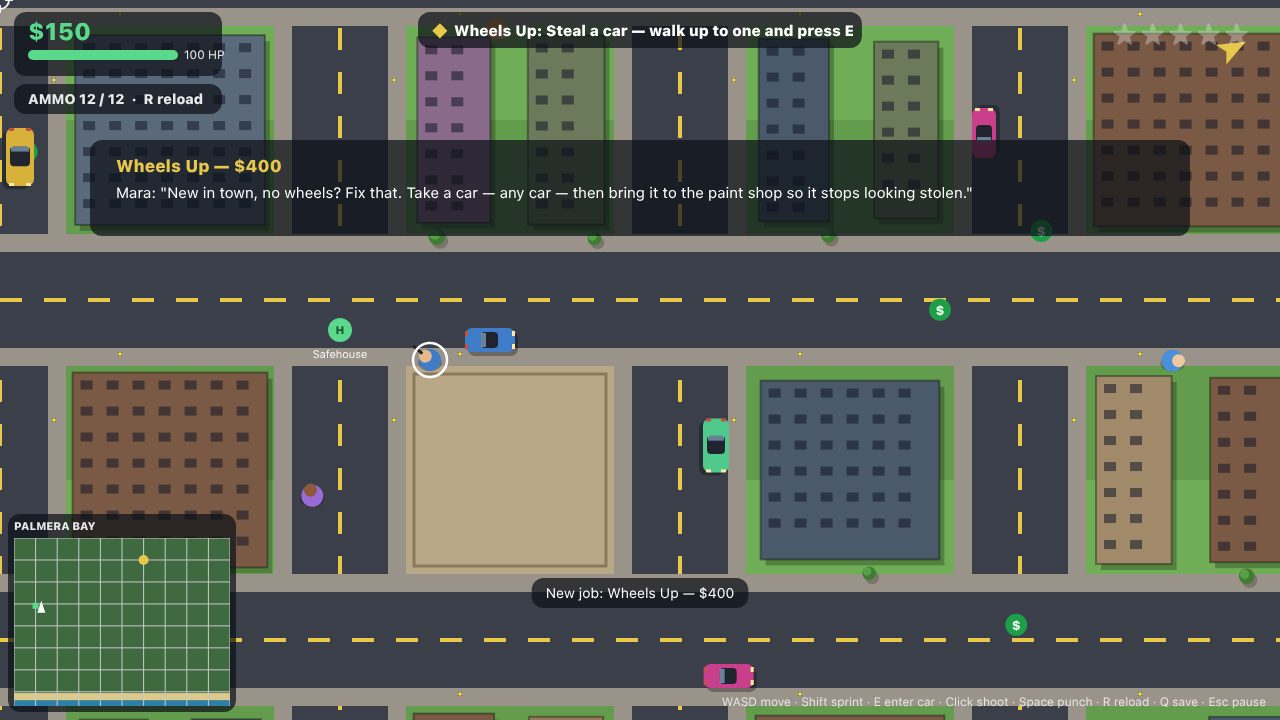 $150
100 HP
◆ Wheels Up: Steal a car — walk up to one and press E
AMMO 12 / 12 · R reload
Wheels Up — $400
Mara: "New in town, no wheels? Fix that. Take a car — any car — then bring it to the paint shop so it stops looking stolen."
$
$
H
Safehouse
PALMERA BAY
New job: Wheels Up — $400
$
WASD move · Shift sprint · E enter car · Click shoot · Space punch · R reload · Q save · Esc pause